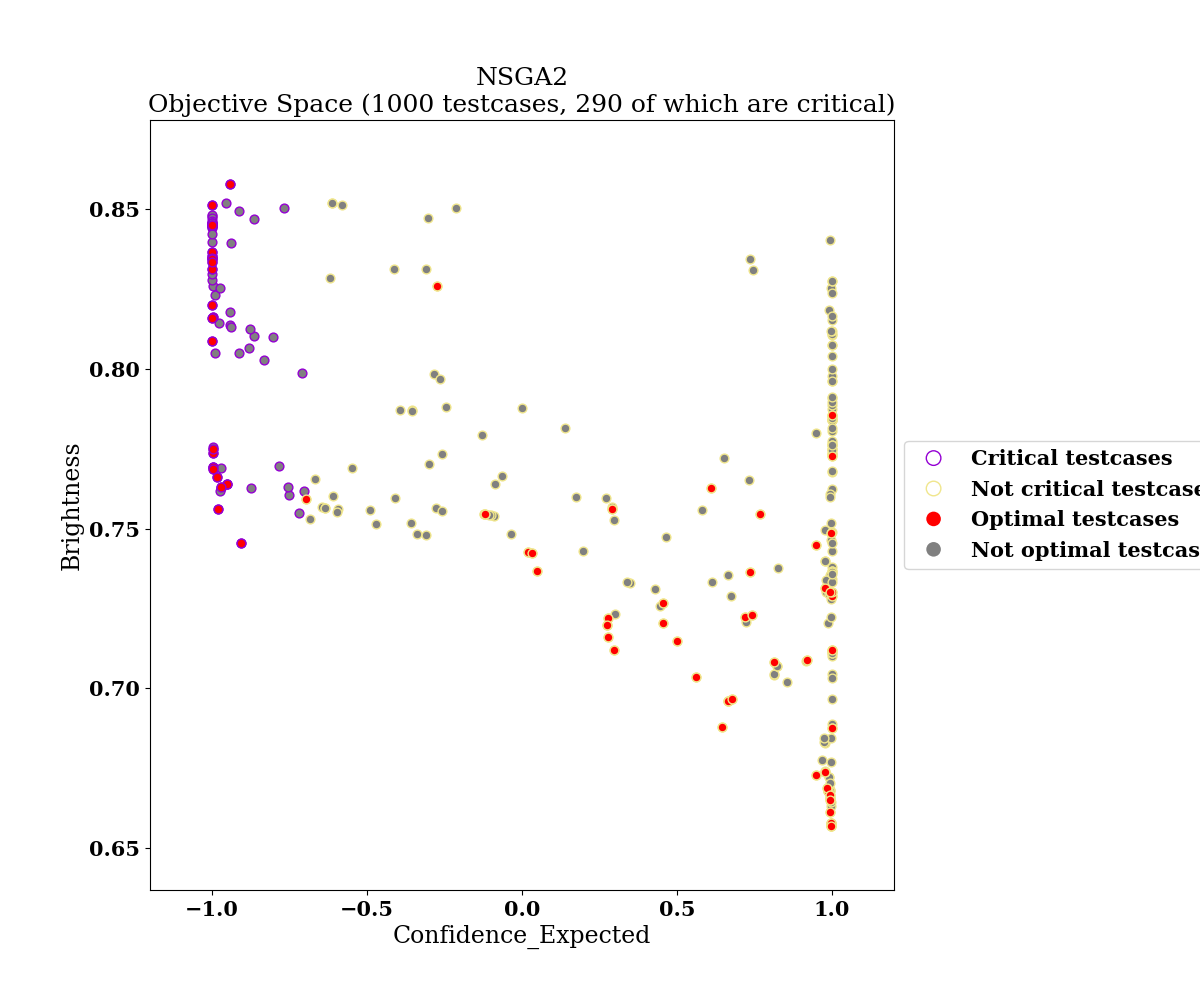 NSGA2
Objective Space (1000 testcases, 290 of which are critical)
0.85
0.80
0.75
0.70
0.65
Brightness
−1.0
−0.5
0.0
0.5
1.0
Confidence_Expected
Critical testcases
Not critical testcase
Optimal testcases
Not optimal testcas